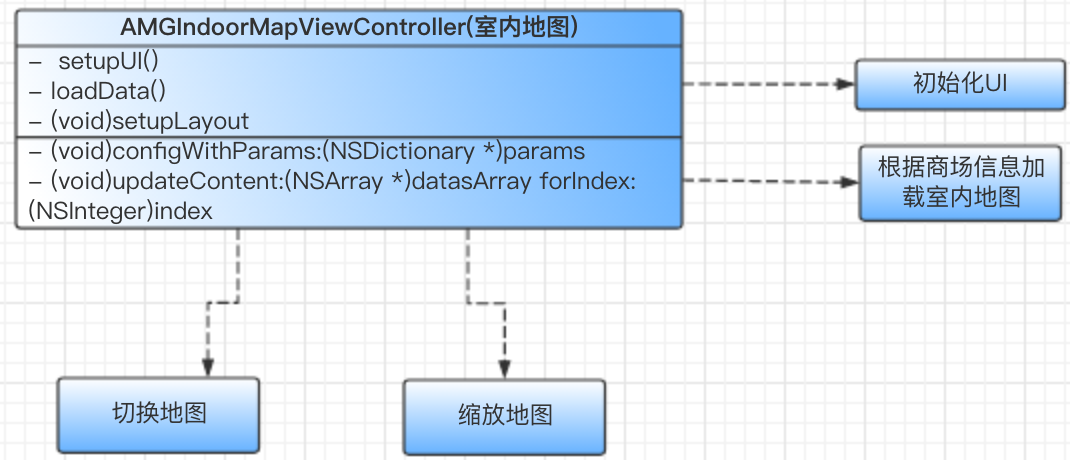 AMGIndoorMapViewController(室内地图)
- setupUI()
- loadData()
- (void)setupLayout
- (void)configWithParams:(NSDictionary *)params
- (void)updateContent:(NSArray *)datasArray forIndex:
(NSInteger)index
初始化UI
根据商场信息加
载室内地图
切换地图
缩放地图